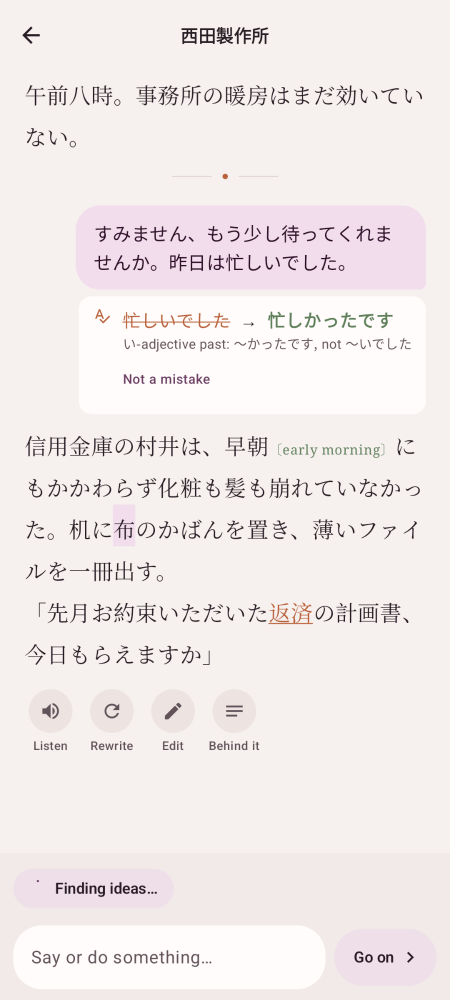 西田製作所
午前八時。事務所の暖房はまだ効いてい
ない。
すみません、もう少し待ってくれま
せんか。昨日は忙しいでした。
忙しいでした → 忙しかったです
い-adjective past: 〜かったです, not 〜いでした
Not a mistake
信用金庫の村井は、早朝〔early morning〕に
もかかわらず化粧も髪も崩れていなかっ
た。机に布のかばんを置き、薄いファイ
ルを一冊出す。
「先月お約束いただいた返済の計画書、
今日もらえますか」
Listen Rewrite Edit Behind it
Finding ideas…
Say or do something…
Go on